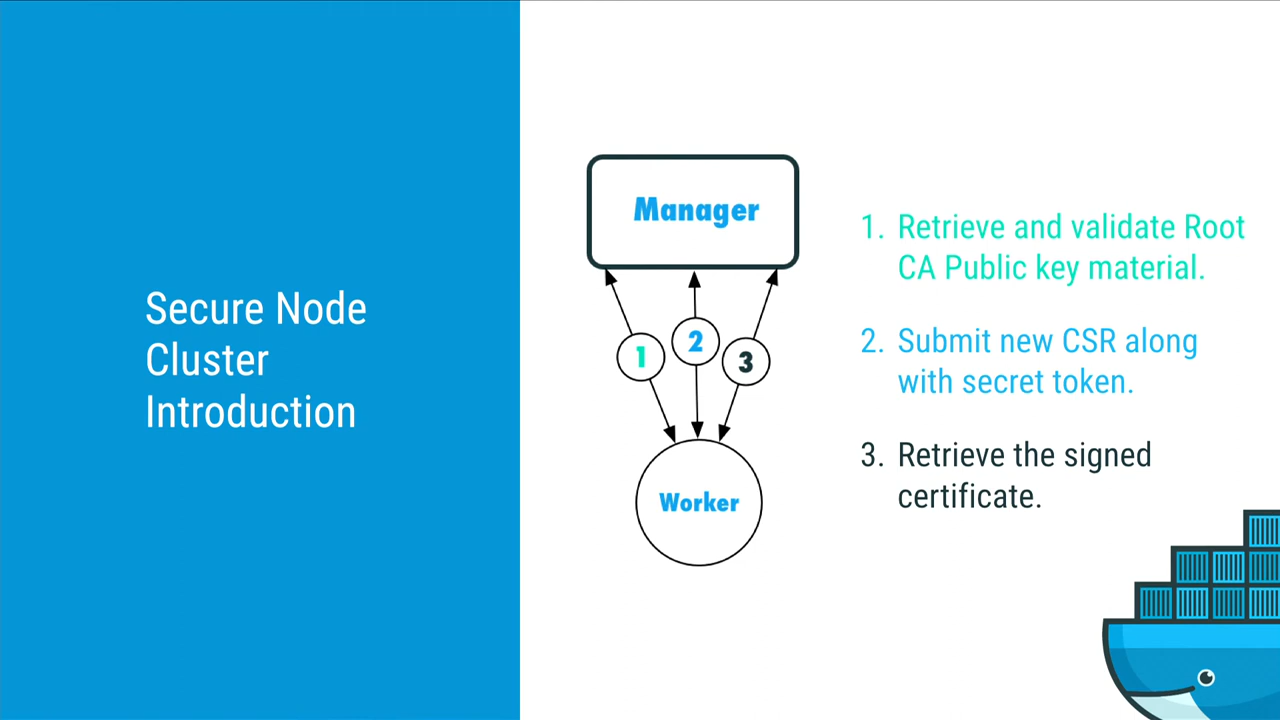 Secure Node
Cluster
Introduction
Manager
1
2
3
Worker
1. Retrieve and validate Root
CA Public key material.
2. Submit new CSR along
with secret token.
3. Retrieve the signed
certificate.